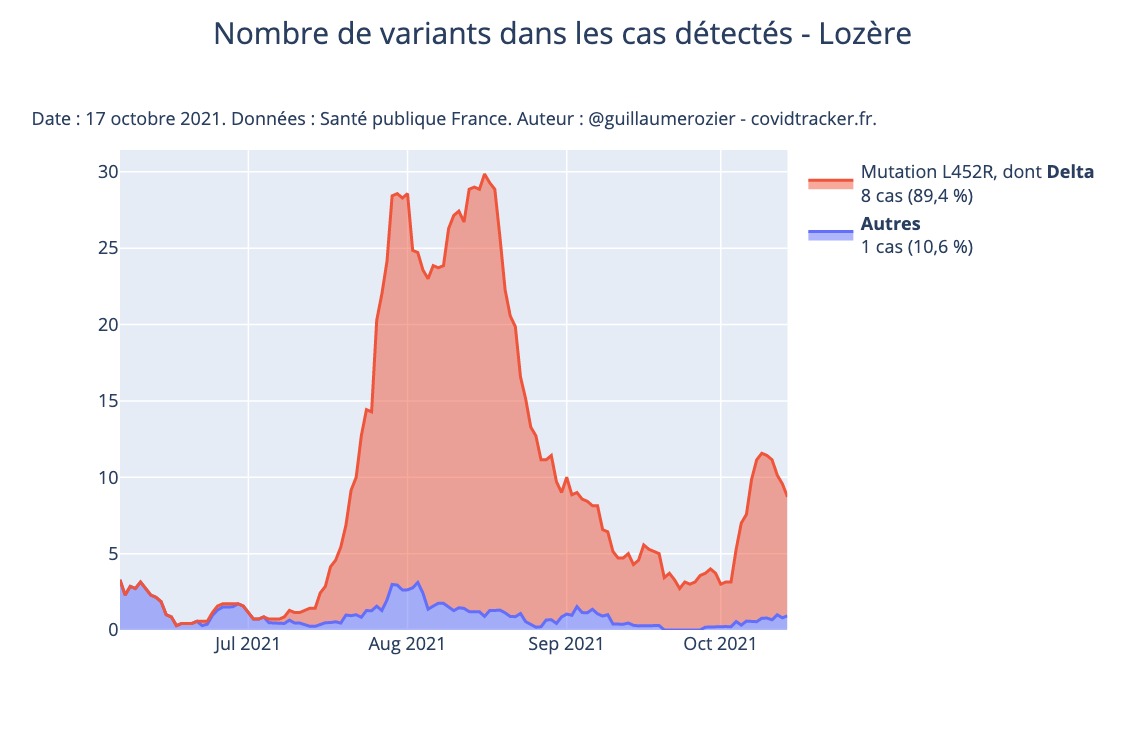 Nombre de variants dans les cas détectés - Lozère
Date : 17 octobre 2021. Données : Santé publique France. Auteur : @guillaumerozier - covidtracker.fr.
30
25
20
15
10
5
0
Jul 2021
Aug 2021
Sep 2021
Oct 2021
Mutation L452R, dont Delta
8 cas (89,4 %)
Autres
1 cas (10,6 %)